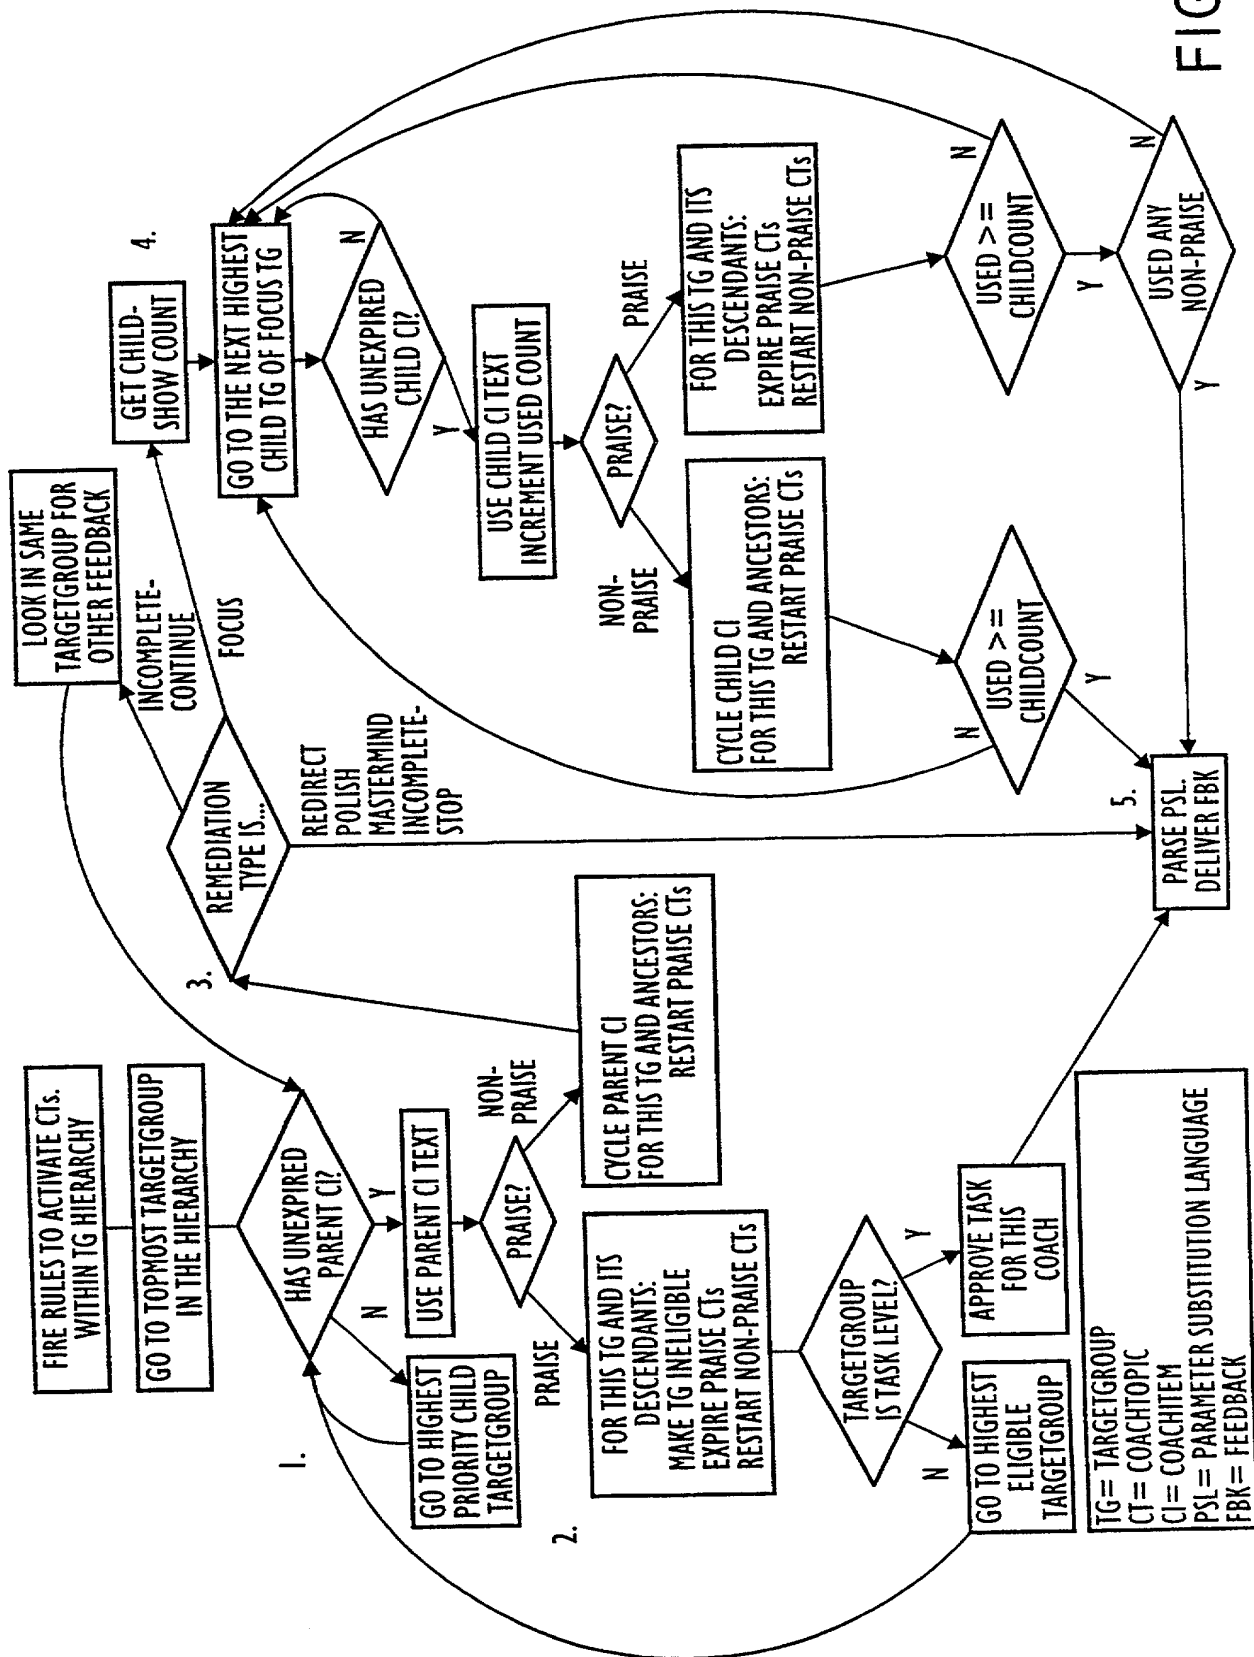 FIRE RULES TO ACTIVATE CTs.
WITHIN TG HIERARCHY
GO TO TOPMOST TARGETGROUP
IN THE HIERARCHY
1.
HAS UNEXPIRED
PARENT CI?
N
Y
GO TO HIGHEST
PRIORITY CHILD
TARGETGROUP
USE PARENT CI TEXT
PRAISE?
PRAISE
NON-
PRAISE
2.
FOR THIS TG AND ITS
DESCENDANTS:
MAKE TG INELIGIBLE
EXPIRE PRAISE CTs
RESTART NON-PRAISE CTs
CYCLE PARENT CI
FOR THIS TG AND ANCESTORS:
RESTART PRAISE CTs
TARGETGROUP
IS TASK LEVEL?
N
Y
GO TO HIGHEST
ELIGIBLE
TARGETGROUP
APPROVE TASK
FOR THIS
COACH
TG= TARGETGROUP
CT= COACHTOPIC
CI= COACHITEM
PSL= PARAMETER SUBSTITUTION LANGUAGE
FBK= FEEDBACK
3.
REMEDIATION
TYPE IS...
LOOK IN SAME
TARGETGROUP FOR
OTHER FEEDBACK
INCOMPLETE-
CONTINUE
FOCUS
REDIRECT
POLISH
MASTERMIND
INCOMPLETE-
STOP
4.
GET CHILD-
SHOW COUNT
GO TO THE NEXT HIGHEST
CHILD TG OF FOCUS TG
HAS UNEXPIRED
CHILD CI?
N
Y
USE CHILD CI TEXT
INCREMENT USED COUNT
PRAISE?
NON-
PRAISE
PRAISE
CYCLE CHILD CI
FOR THIS TG AND ANCESTORS:
RESTART PRAISE CTs
FOR THIS TG AND ITS
DESCENDANTS:
EXPIRE PRAISE CTs
RESTART NON-PRAISE CTs
USED >=
CHILDCOUNT
N
Y
USED >=
CHILDCOUNT
N
Y
USED ANY
NON-PRAISE
N
Y
5.
PARSE PSL.
DELIVER FBK
FIG